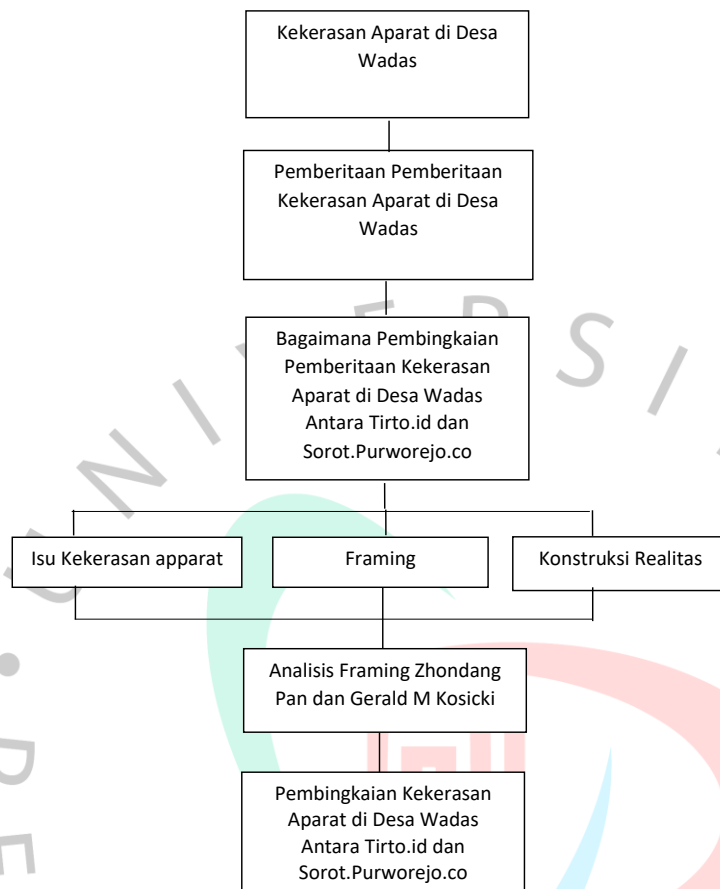 Kekerasan Aparat di Desa
Wadas
Pemberitaan Pemberitaan
Kekerasan Aparat di Desa
Wadas
Bagaimana Pembingkaian
Pemberitaan Kekerasan
Aparat di Desa Wadas
Antara Tirto.id dan
Sorot.Purworejo.co
Isu Kekerasan apparat
Framing
Konstruksi Realitas
Analisis Framing Zhondang
Pan dan Gerald M Kosicki
Pembingkaian Kekerasan
Aparat di Desa Wadas
Antara Tirto.id dan
Sorot.Purworejo.co